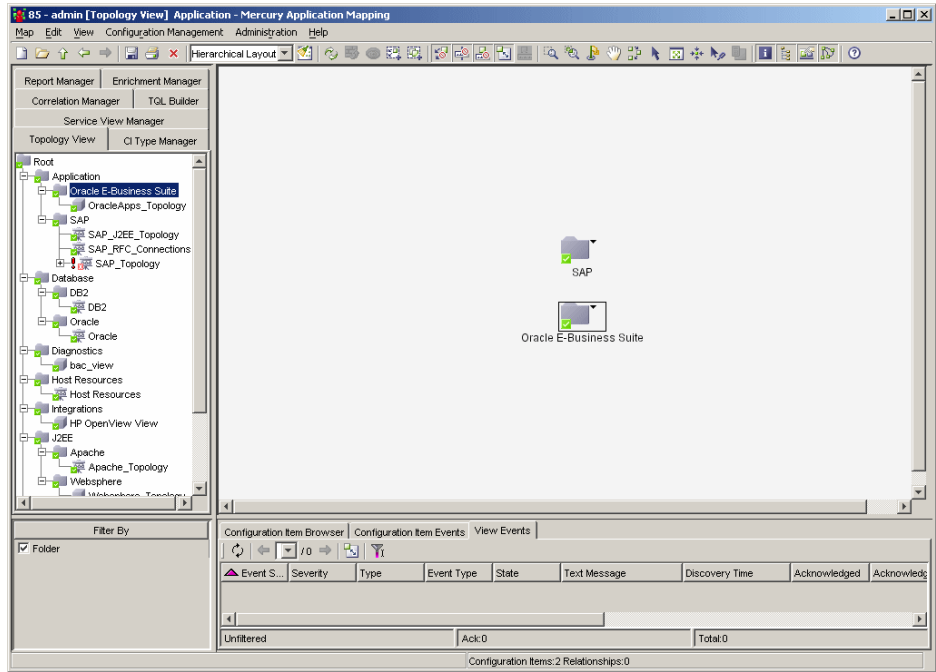 85 - admin [Topology View] Application - Mercury Application Mapping
Map Edit View Configuration Management Administration Help
Hierarchical Layout
Report Manager Enrichment Manager
Correlation Manager TQL Builder
Service View Manager
Topology View CI Type Manager
Root
Application
Oracle E-Business Suite
OracleApps_Topology
SAP
SAP_J2EE_Topology
SAP_RFC_Connections
SAP_Topology
Database
DB2
DB2
Oracle
Oracle
Diagnostics
bac_view
Host Resources
Host Resources
Integrations
HP OpenView View
J2EE
Apache
Apache_Topology
Websphere
Websphere_Topology
SAP
Oracle E-Business Suite
Filter By
Folder
Configuration Item Browser Configuration Item Events View Events
/0
Event S... Severity Type Event Type State Text Message Discovery Time Acknowledged Acknowledg
Unfiltered Ack:0 Total:0
Configuration Items:2 Relationships:0